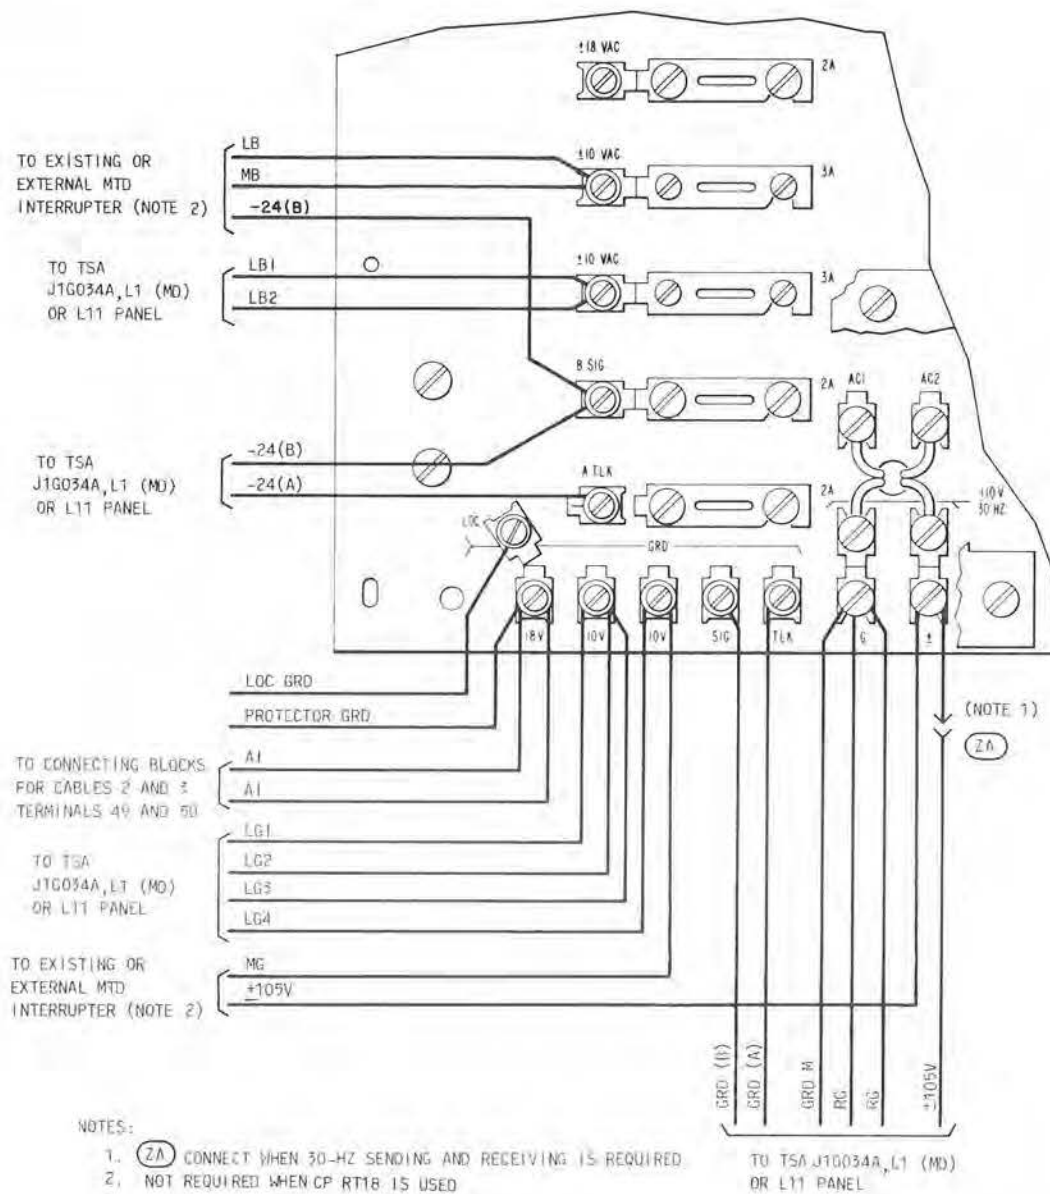 ±18 VAC
2A
LB
±10 VAC
3A
TO EXISTING OR
EXTERNAL MTD
INTERRUPTER (NOTE 2)
MB
-24(B)
TO TSA
J1G034A,L1 (MD)
OR L11 PANEL
LB1
LB2
±10 VAC
3A
B SIG
2A
AC1
AC2
TO TSA
J1G034A,L1 (MD)
OR L11 PANEL
-24(B)
-24(A)
A TLK
2A
±10V
30 HZ
LOC
GRD
18V
10V
10V
SIG
TLK
G
±
LOC GRD
PROTECTOR GRD
(NOTE 1)
ZA
TO CONNECTING BLOCKS
FOR CABLES 2 AND 3
TERMINALS 49 AND 50
A1
A1
TO TSA
J1G034A,L1 (MD)
OR L11 PANEL
LG1
LG2
LG3
LG4
TO EXISTING OR
EXTERNAL MTD
INTERRUPTER (NOTE 2)
MG
±105V
GRD (B)
GRD (A)
GRD M
RG
RG
±105V
TO TSA J1G034A,L1 (MD)
OR L11 PANEL
NOTES:
1. ZA CONNECT WHEN 30-HZ SENDING AND RECEIVING IS REQUIRED
2. NOT REQUIRED WHEN CP RT18 IS USED